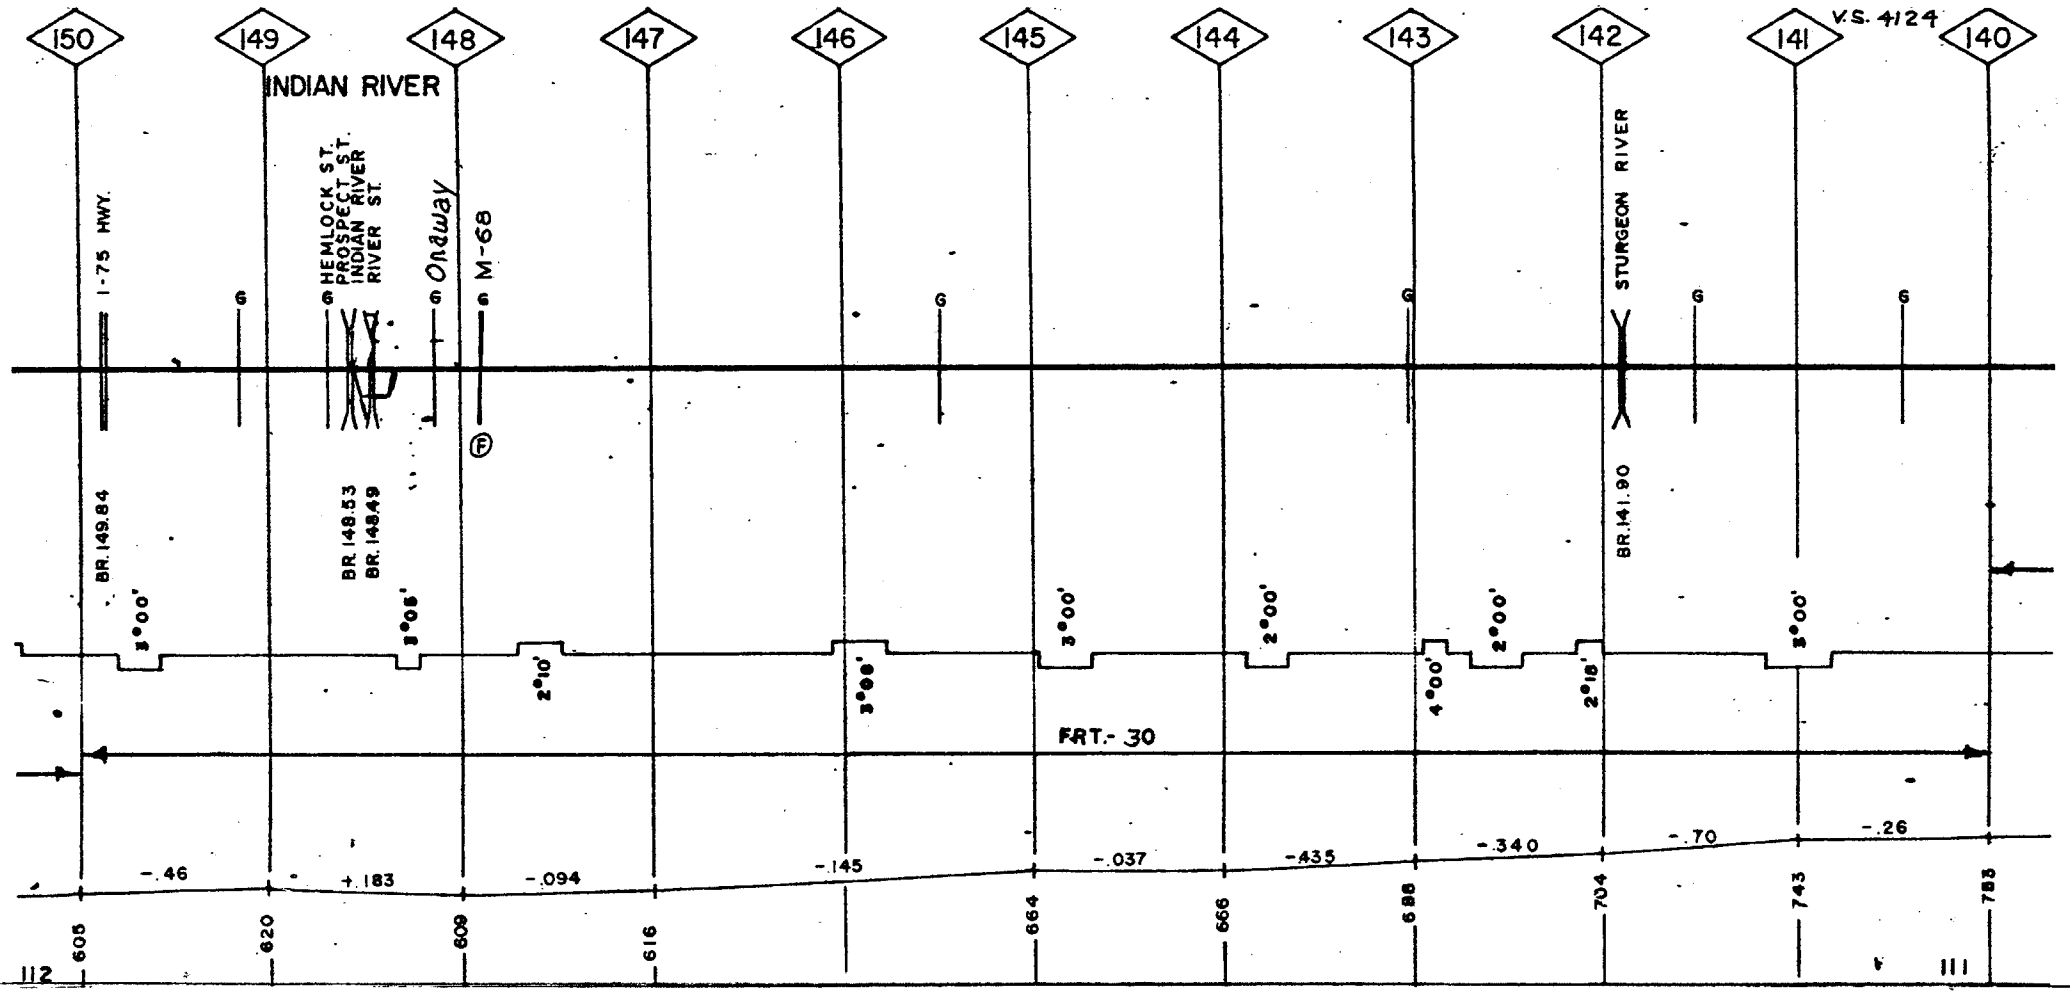 150 149 148 147 146 145 144 143 142 141 V.S. 4124 140
INDIAN RIVER
I-75 HWY.
G
G HEMLOCK ST.
PROSPECT ST.
INDIAN RIVER
RIVER ST.
G Onaway
G M-68
G
G
STURGEON RIVER
G
G
F
BR. 149.84
BR. 148.53
BR. 148.49
BR. 141.90
3°00'
3°05'
2°10'
3°08'
3°00'
2°00'
4°00'
2°00'
2°18'
3°00'
FRT.- 30
-.46 +.183 -.094 -.145 -.037 -.435 -.340 -.70 -.26
605 620 609 616 664 666 688 704 743
112 111